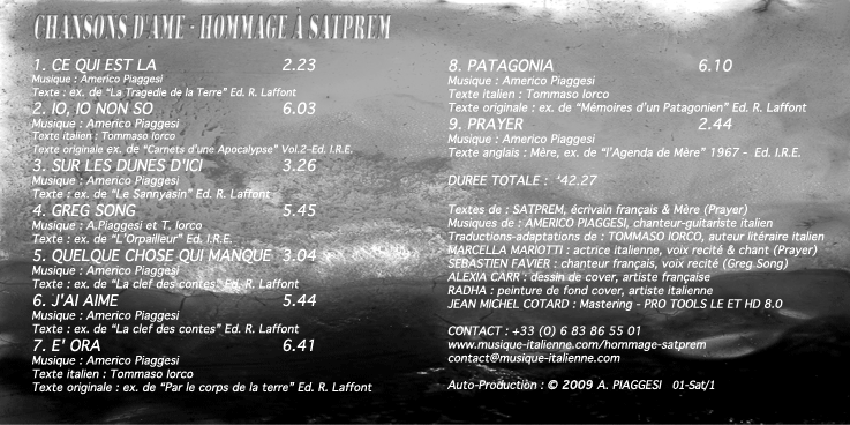 CHANSONS D'AME - HOMMAGE À SATPREM
1. CE QUI EST LA 2.23
Musique : Americo Piaggesi
Texte : ex. de "La Tragedie de la Terre" Ed. R. Laffont
2. IO, IO NON SO 6.03
Musique : Americo Piaggesi
Texte italien : Tommaso Iorco
Texte originale ex. de "Carnets d'une Apocalypse" Vol.2-Ed. I.R.E.
3. SUR LES DUNES D'ICI 3.26
Musique : Americo Piaggesi
Texte : ex. de "Le Sannyasin" Ed. R. Laffont
4. GREG SONG 5.45
Musique : A.Piaggesi et T. Iorco
Texte : ex. de "L'Orpailleur" Ed. I.R.E.
5. QUELQUE CHOSE QUI MANQUE 3.04
Musique : Americo Piaggesi
Texte : ex. de "La clef des contes" Ed. R. Laffont
6. J'AI AIME 5.44
Musique : Americo Piaggesi
Texte : ex. de "La clef des contes" Ed. R. Laffont
7. E' ORA 6.41
Musique : Americo Piaggesi
Texte italien : Tommaso Iorco
Texte originale : ex. de "Par le corps de la terre" Ed. R. Laffont
8. PATAGONIA 6.10
Musique : Americo Piaggesi
Texte italien : Tommaso Iorco
Texte originale : ex. de "Mémoires d'un Patagonien" Ed. R. Laffont
9. PRAYER 2.44
Musique : Americo Piaggesi
Texte anglais : Mère, ex. de "l'Agenda de Mère" 1967 - Ed. I.R.E.
DUREE TOTALE : '42.27
Textes de : SATPREM, écrivain français & Mère (Prayer)
Musiques de : AMERICO PIAGGESI, chanteur-guitariste italien
Traductions-adaptations de : TOMMASO IORCO, auteur litéraire italien
MARCELLA MARIOTTI : actrice italienne, voix recité & chant (Prayer)
SEBASTIEN FAVIER : chanteur français, voix recité (Greg Song)
ALEXIA CARR : dessin de cover, artiste française
RADHA : peinture de fond cover, artiste italienne
JEAN MICHEL COTARD : Mastering - PRO TOOLS LE ET HD 8.0
CONTACT : +33 (0) 6 83 86 55 01
www.musique-italienne.com/hommage-satprem
contact@musique-italienne.com
Auto-Production : © 2009 A. PIAGGESI 01-Sat/1